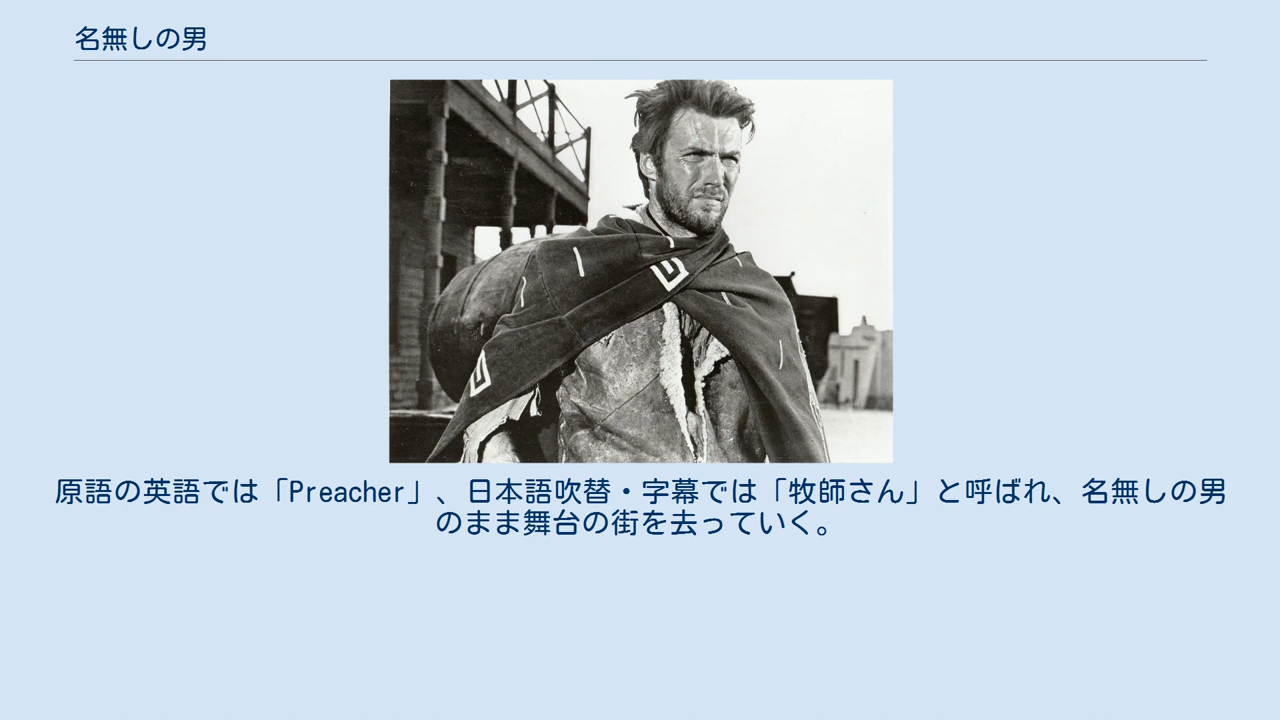 名無しの男
原語の英語では「Preacher」、日本語吹替・字幕では「牧師さん」と呼ばれ、名無しの男
のまま舞台の街を去っていく。